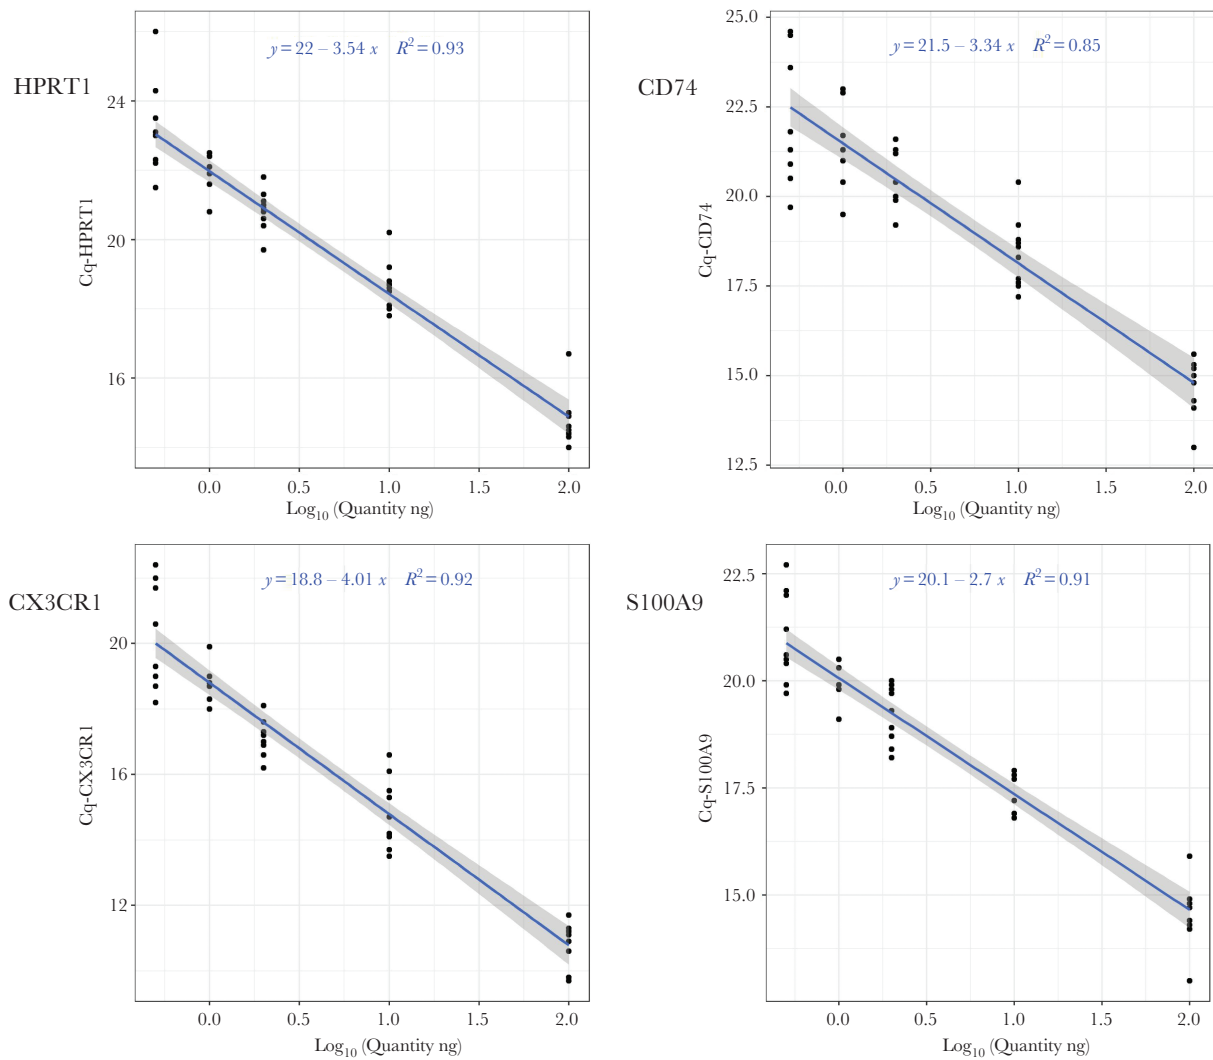 HPRT1
y = 22 – 3.54 x R² = 0.93
Cq-HPRT1
24
20
16
0.0 0.5 1.0 1.5 2.0
Log₁₀ (Quantity ng)
CD74
y = 21.5 – 3.34 x R² = 0.85
Cq-CD74
25.0
22.5
20.0
17.5
15.0
12.5
0.0 0.5 1.0 1.5 2.0
Log₁₀ (Quantity ng)
CX3CR1
y = 18.8 – 4.01 x R² = 0.92
Cq-CX3CR1
20
16
12
0.0 0.5 1.0 1.5 2.0
Log₁₀ (Quantity ng)
S100A9
y = 20.1 – 2.7 x R² = 0.91
Cq-S100A9
22.5
20.0
17.5
15.0
0.0 0.5 1.0 1.5 2.0
Log₁₀ (Quantity ng)